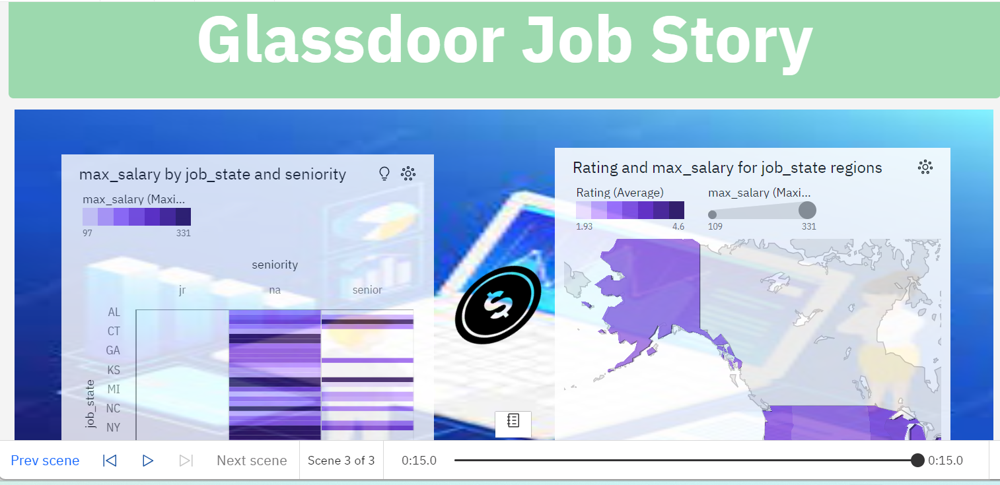 Glassdoor Job Story
max_salary by job_state and seniority
max_salary (Maxi...
97 331
seniority
jr na senior
AL
CT
GA
KS
MI
NC
NY
job_state
Rating and max_salary for job_state regions
Rating (Average) max_salary (Maxi...
1.93 4.6 109 331
Prev scene Next scene Scene 3 of 3 0:15.0 0:15.0